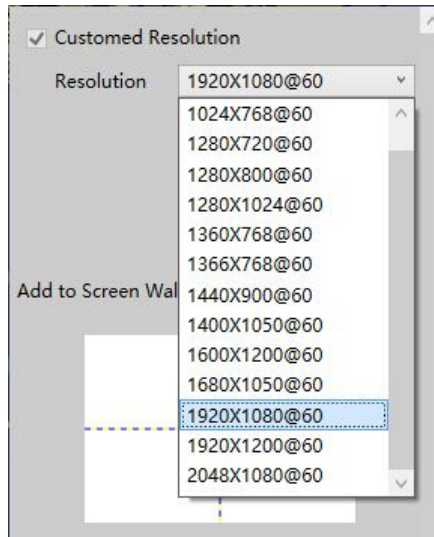 Customed Resolution
Resolution 1920X1080@60
1024X768@60
1280X720@60
1280X800@60
1280X1024@60
1360X768@60
1366X768@60
Add to Screen Wal 1440X900@60
1400X1050@60
1600X1200@60
1680X1050@60
1920X1080@60
1920X1200@60
2048X1080@60